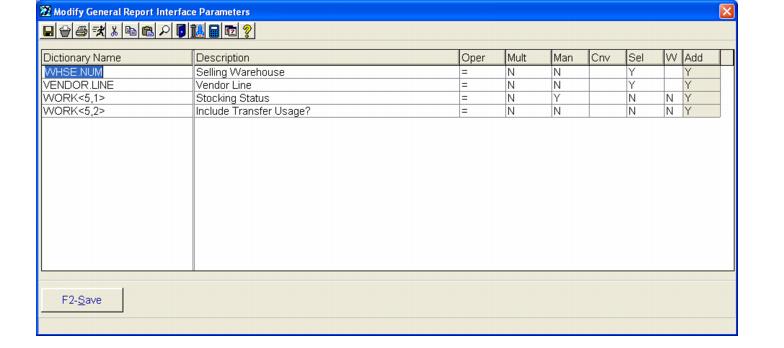 Modify General Report Interface Parameters
Dictionary Name Description Oper Mult Man Cnv Sel W Add
WHSE.NUM Selling Warehouse = N N Y Y
VENDOR.LINE Vendor Line = N N Y Y
WORK<5,1> Stocking Status = N Y N N Y
WORK<5,2> Include Transfer Usage? = N N N N Y
F2-Save